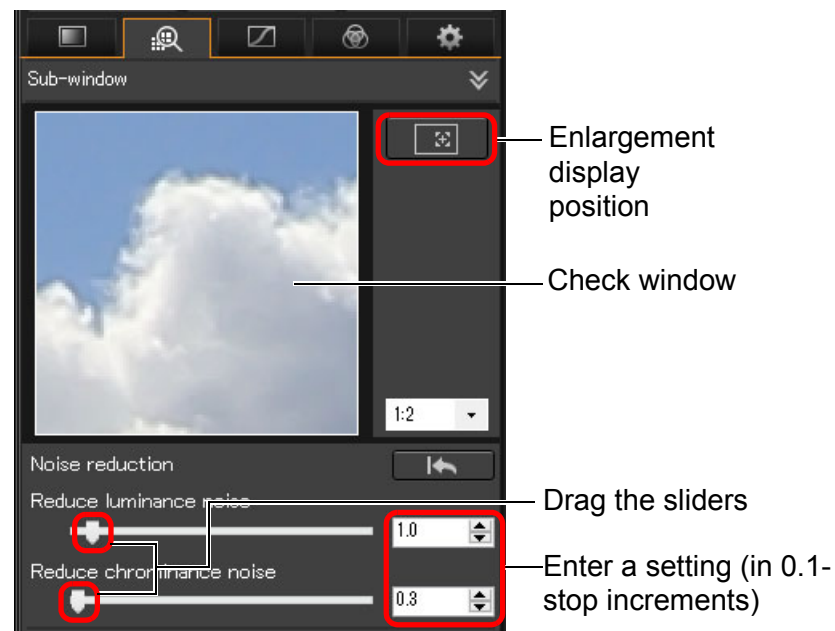 Sub-window
Enlargement
display
position
Check window
1:2
Noise reduction
Reduce luminance noise
Drag the sliders
1.0
Enter a setting (in 0.1-
stop increments)
Reduce chrominance noise
0.3